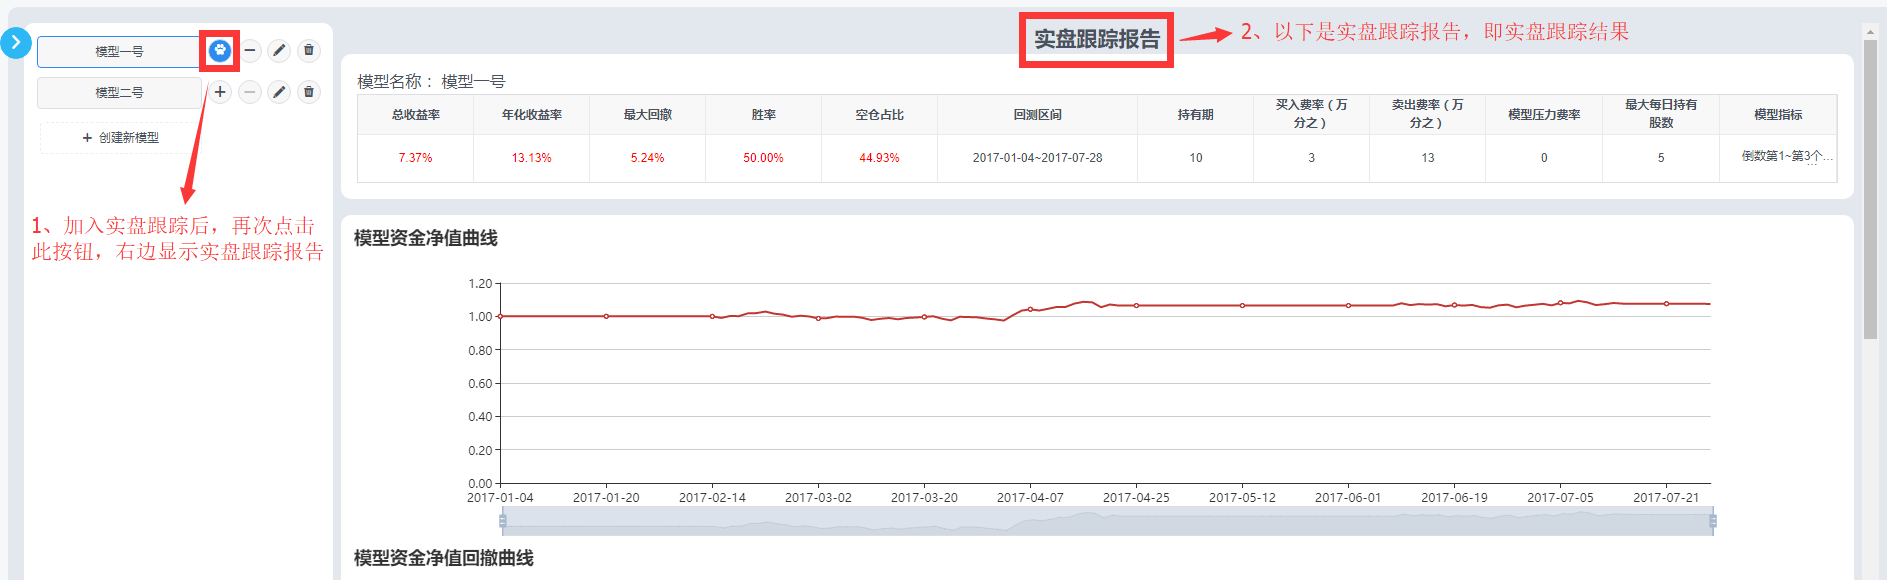 实盘跟踪报告
2、以下是实盘跟踪报告，即实盘跟踪结果
模型一号
模型二号
+ 创建新模型
1、加入实盘跟踪后，再次点击
此按钮，右边显示实盘跟踪报告
模型名称： 模型一号
总收益率 年化收益率 最大回撤 胜率 空仓占比 回测区间 持有期 买入费率（万分之） 卖出费率（万分之） 模型压力费率 最大每日持有股数 模型指标
7.37% 13.13% 5.24% 50.00% 44.93% 2017-01-04~2017-07-28 10 3 13 0 5 倒数第1~第3个...
模型资金净值曲线
1.20
1.00
0.80
0.60
0.40
0.20
0.00
2017-01-04 2017-01-20 2017-02-14 2017-03-02 2017-03-20 2017-04-07 2017-04-25 2017-05-12 2017-06-01 2017-06-19 2017-07-05 2017-07-21
模型资金净值回撤曲线